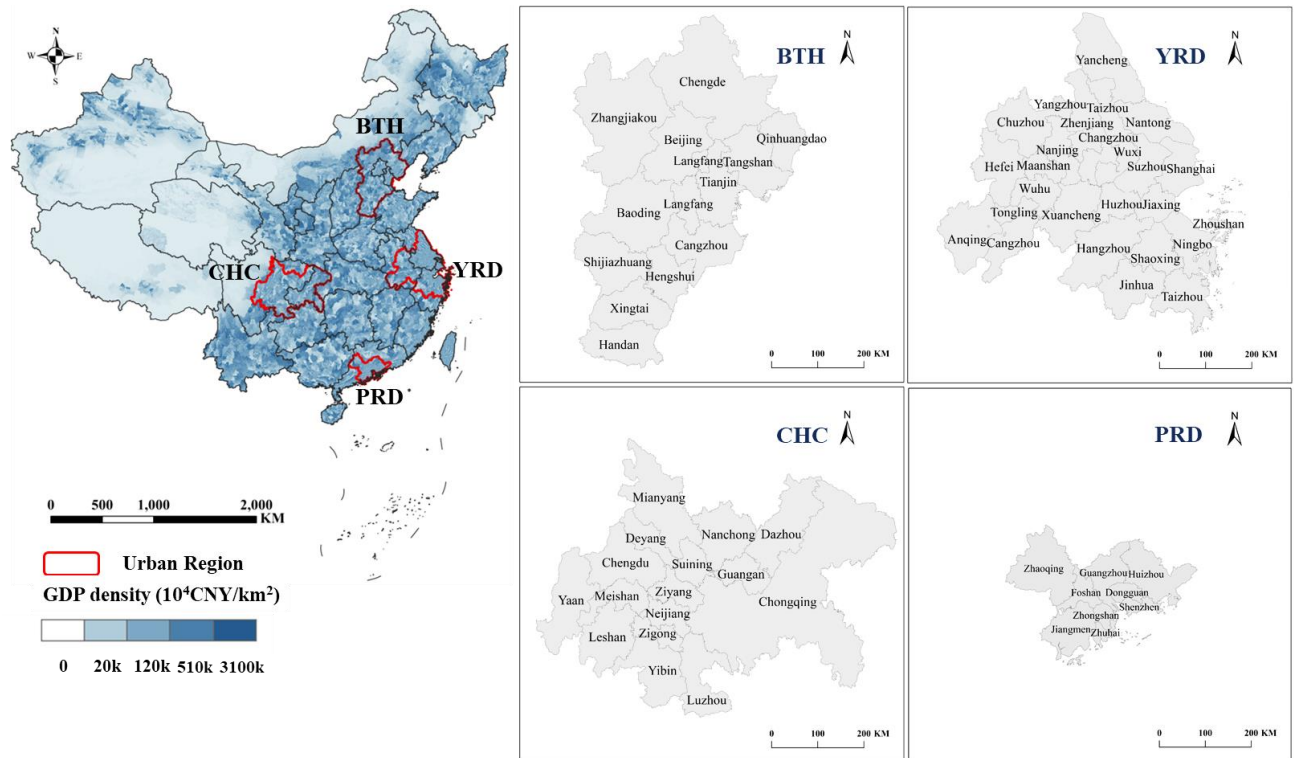 N
W
E
S
BTH
CHC
YRD
PRD
0 500 1,000 2,000
KM
Urban Region
GDP density (10⁴CNY/km²)
0 20k 120k 510k 3100k
BTH
N
Chengde
Zhangjiakou
Beijing
Qinhuangdao
Langfang
Tangshan
Tianjin
Langfang
Baoding
Cangzhou
Shijiazhuang
Hengshui
Xingtai
Handan
0 100 200 KM
YRD
N
Yancheng
Yangzhou
Taizhou
Chuzhou
Zhenjiang
Nantong
Changzhou
Nanjing
Wuxi
Hefei
Maanshan
Suzhou
Shanghai
Wuhu
Huzhou
Jiaxing
Tongling
Xuancheng
Zhoushan
Anqing
Cangzhou
Hangzhou
Ningbo
Shaoxing
Jinhua
Taizhou
0 100 200 KM
CHC
N
Mianyang
Nanchong
Dazhou
Deyang
Chengdu
Suining
Guangan
Yaan
Meishan
Ziyang
Chongqing
Neijiang
Leshan
Zigong
Yibin
Luzhou
0 100 200 KM
PRD
N
Zhaoqing
Guangzhou
Huizhou
Foshan
Dongguan
Shenzhen
Zhongshan
Jiangmen
Zhuhai
0 100 200 KM